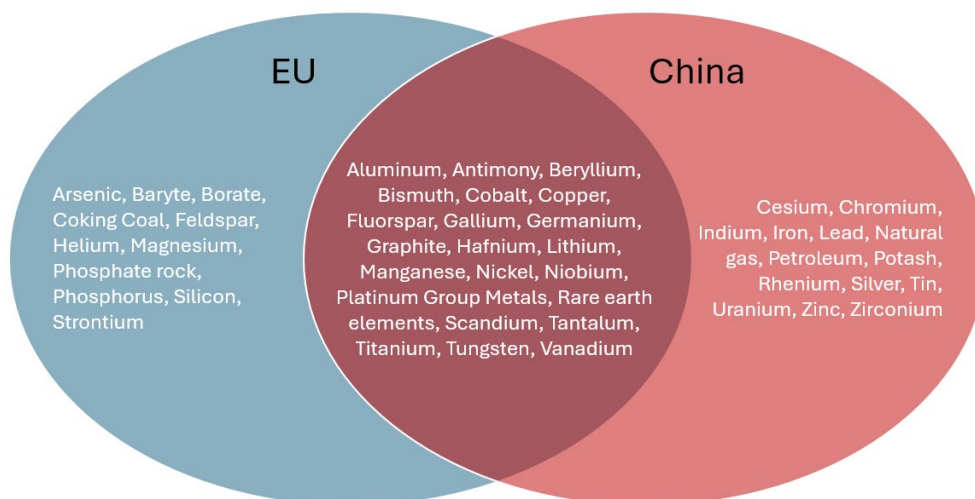 EU
China
Arsenic, Baryte, Borate,
Coking Coal, Feldspar,
Helium, Magnesium,
Phosphate rock,
Phosphorus, Silicon,
Strontium
Aluminum, Antimony, Beryllium,
Bismuth, Cobalt, Copper,
Fluorspar, Gallium, Germanium,
Graphite, Hafnium, Lithium,
Manganese, Nickel, Niobium,
Platinum Group Metals, Rare earth
elements, Scandium, Tantalum,
Titanium, Tungsten, Vanadium
Cesium, Chromium,
Indium, Iron, Lead, Natural
gas, Petroleum, Potash,
Rhenium, Silver, Tin,
Uranium, Zinc, Zirconium